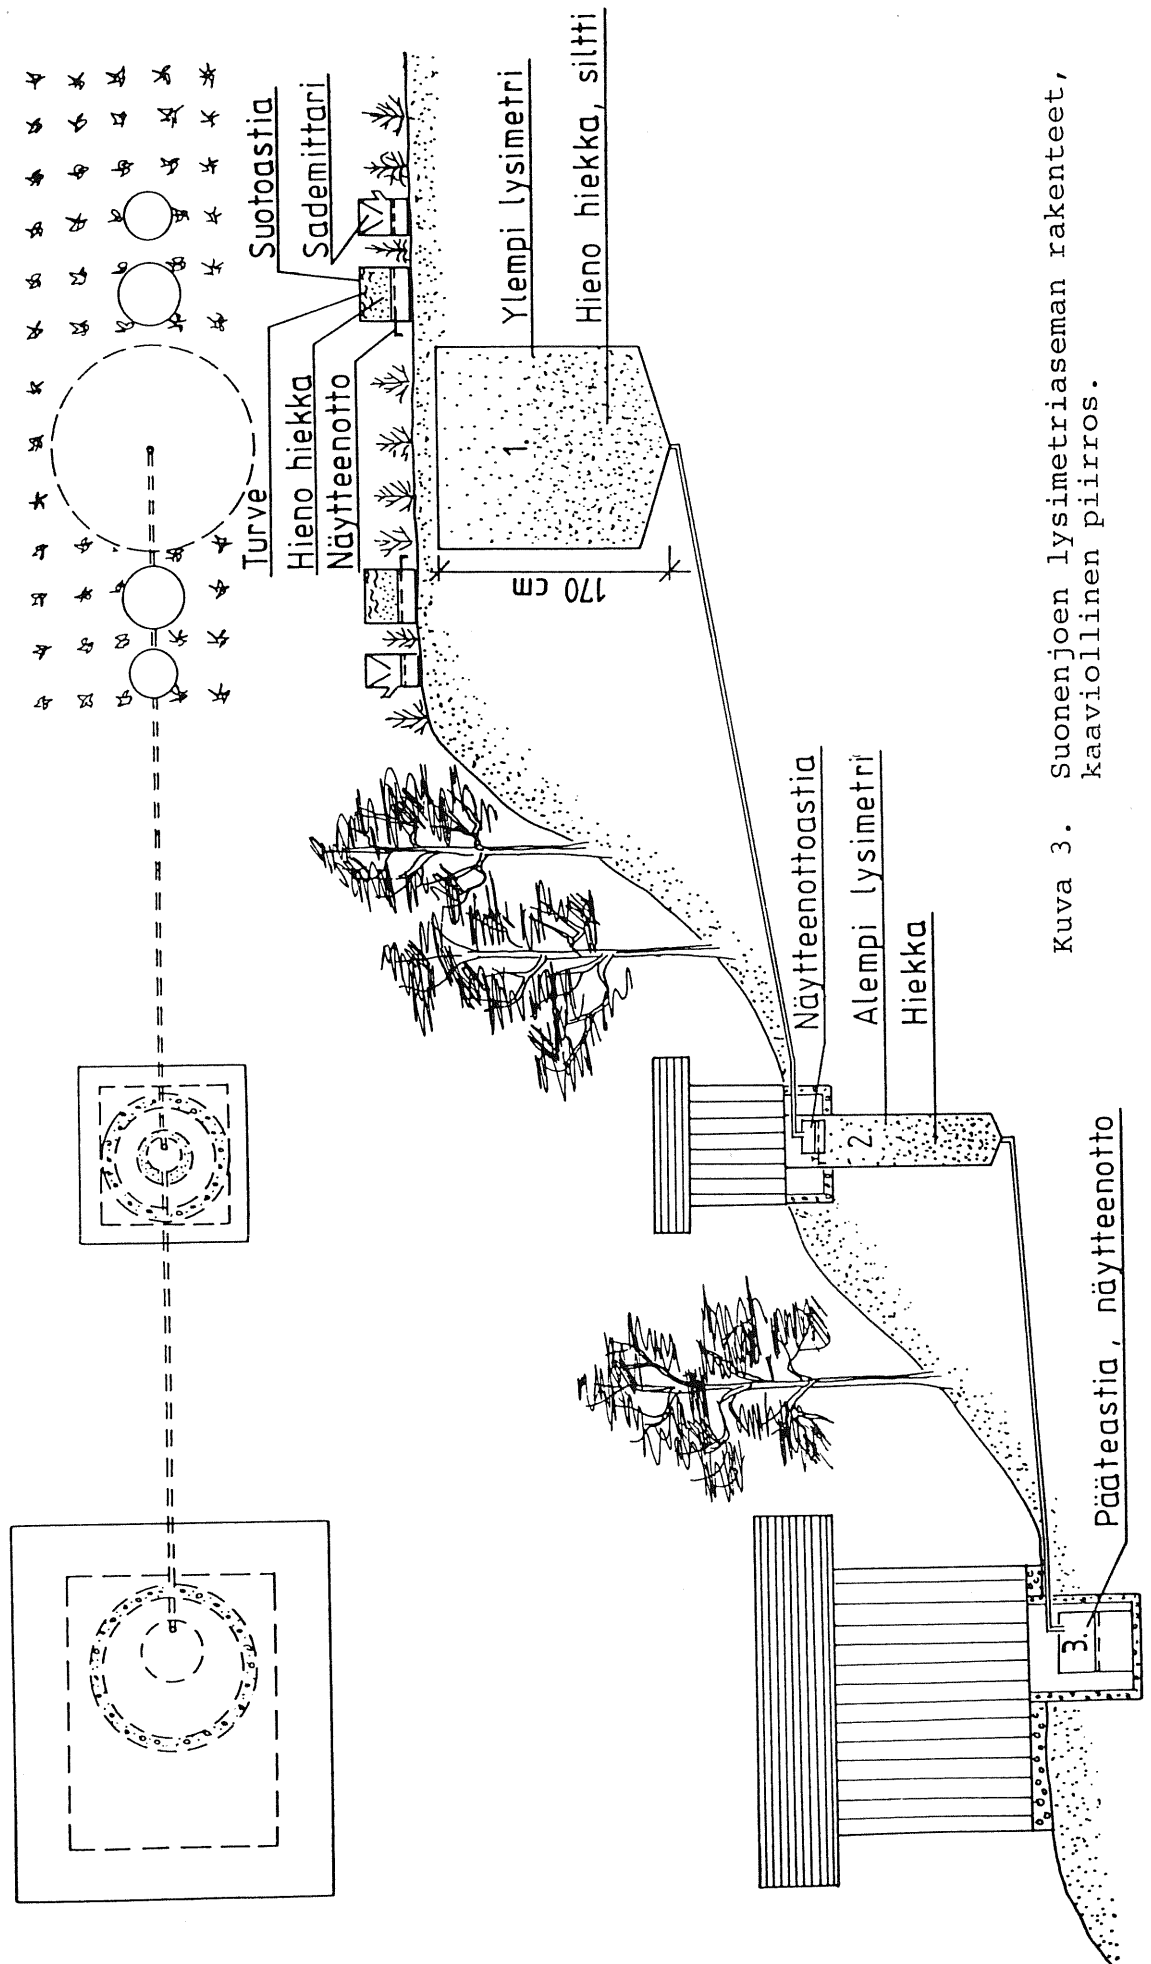 Suotoastia
Sademittari
Turve
Hieno hiekka
Näytteenotto
Ylempi lysimetri
Hieno hiekka, siltti
1.
170 cm
Näytteenottoastia
Alempi lysimetri
Hiekka
2.
Pääteastia, näytteenotto
3.
Kuva 3. Suonenjoen lysimetriaseman rakenteet,
kaaviollinen piirros.